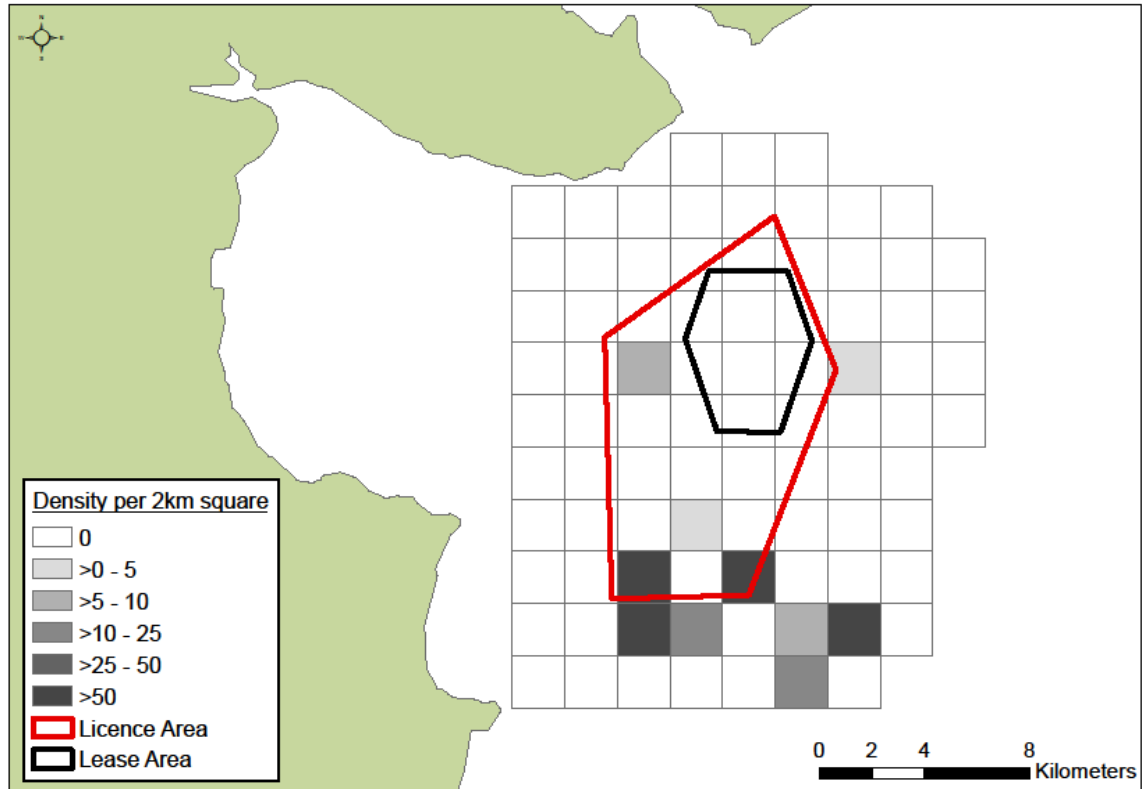 N
W E
S
Density per 2km square
0
>0 - 5
>5 - 10
>10 - 25
>25 - 50
>50
Licence Area
Lease Area
0 2 4 8
Kilometers